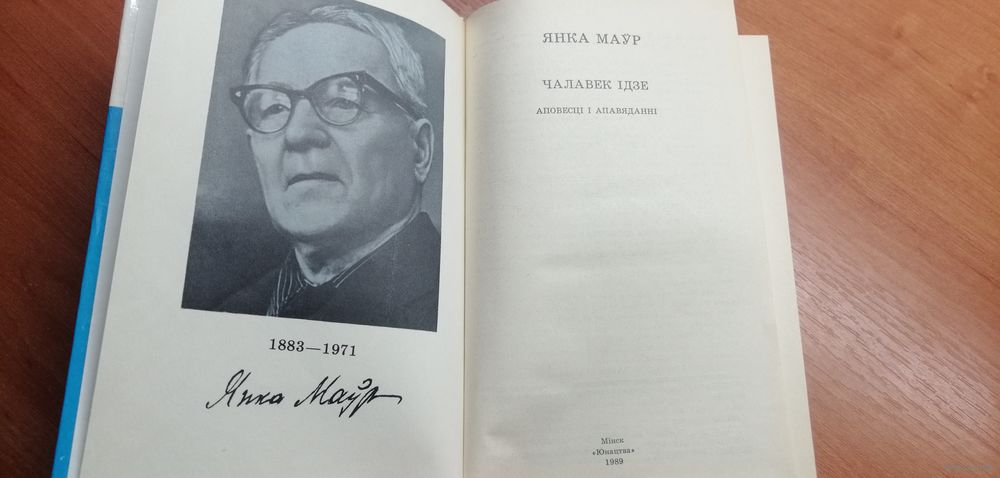 1883—1971
Янка Маўр
ЯНКА МАЎР
ЧАЛАВЕК ІДЗЕ
АПОВЕСЦІ І АПАВЯДАННІ
Мінск
«Юнацтва»
1989